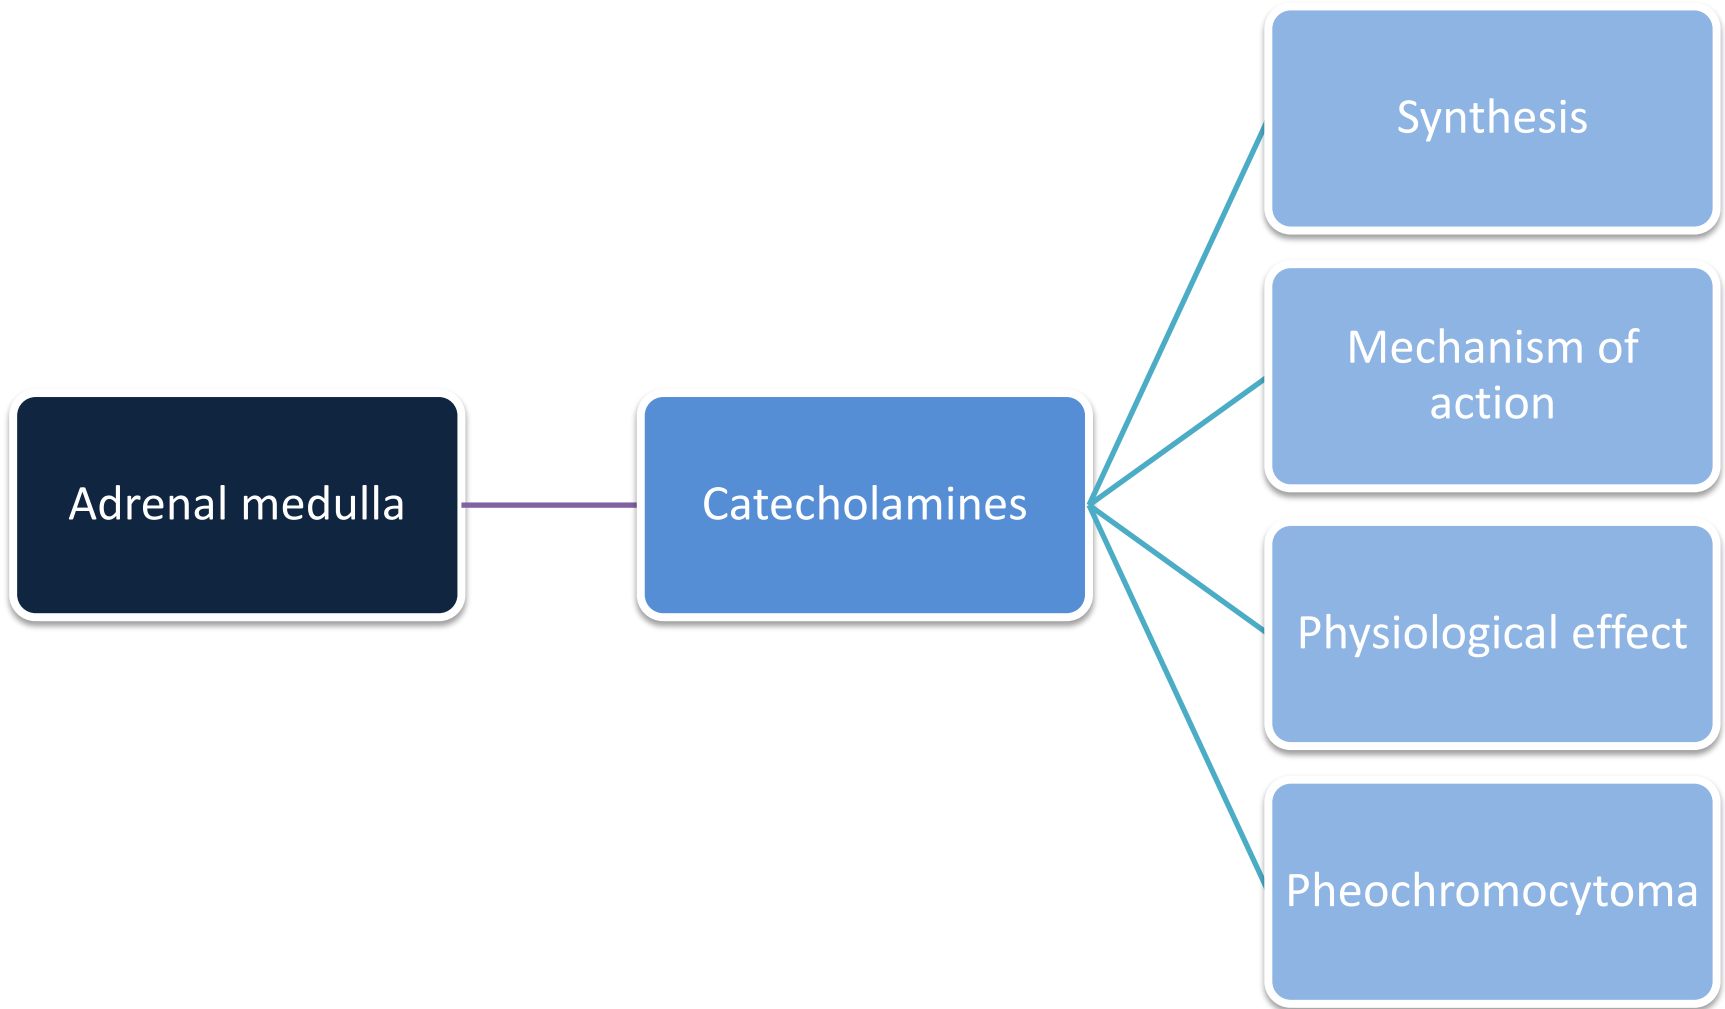 Synthesis
Mechanism of
action
Adrenal medulla
Catecholamines
Physiological effect
Pheochromocytoma